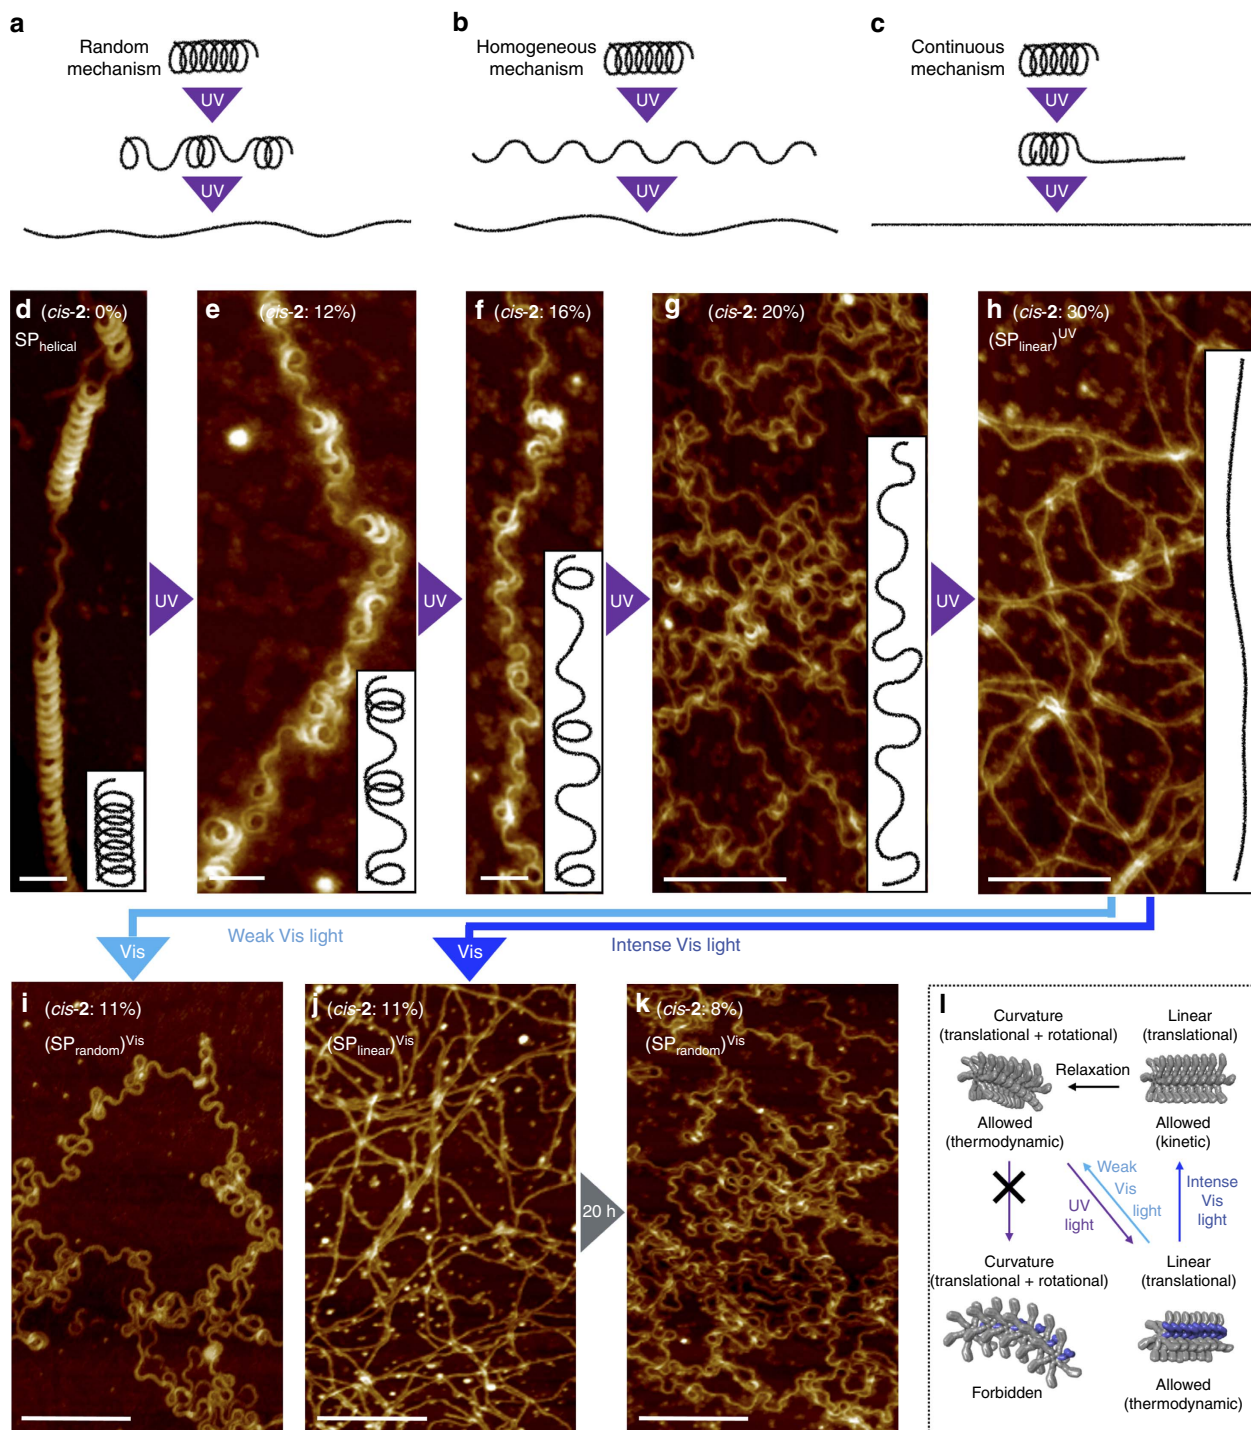 a
Random
mechanism
UV
UV
b
Homogeneous
mechanism
UV
UV
c
Continuous
mechanism
UV
UV
d
(cis-2: 0%)
SPhelical
UV
e
(cis-2: 12%)
UV
f
(cis-2: 16%)
UV
g
(cis-2: 20%)
UV
h
(cis-2: 30%)
(SPlinear)UV
Weak Vis light
Intense Vis light
Vis
Vis
i
(cis-2: 11%)
(SPrandom)Vis
j
(cis-2: 11%)
(SPlinear)Vis
20 h
k
(cis-2: 8%)
(SPrandom)Vis
l
Curvature
(translational + rotational)
Linear
(translational)
Relaxation
Allowed
(thermodynamic)
Allowed
(kinetic)
Weak
Vis
light
UV
light
Intense
Vis
light
Curvature
(translational + rotational)
Linear
(translational)
Forbidden
Allowed
(thermodynamic)